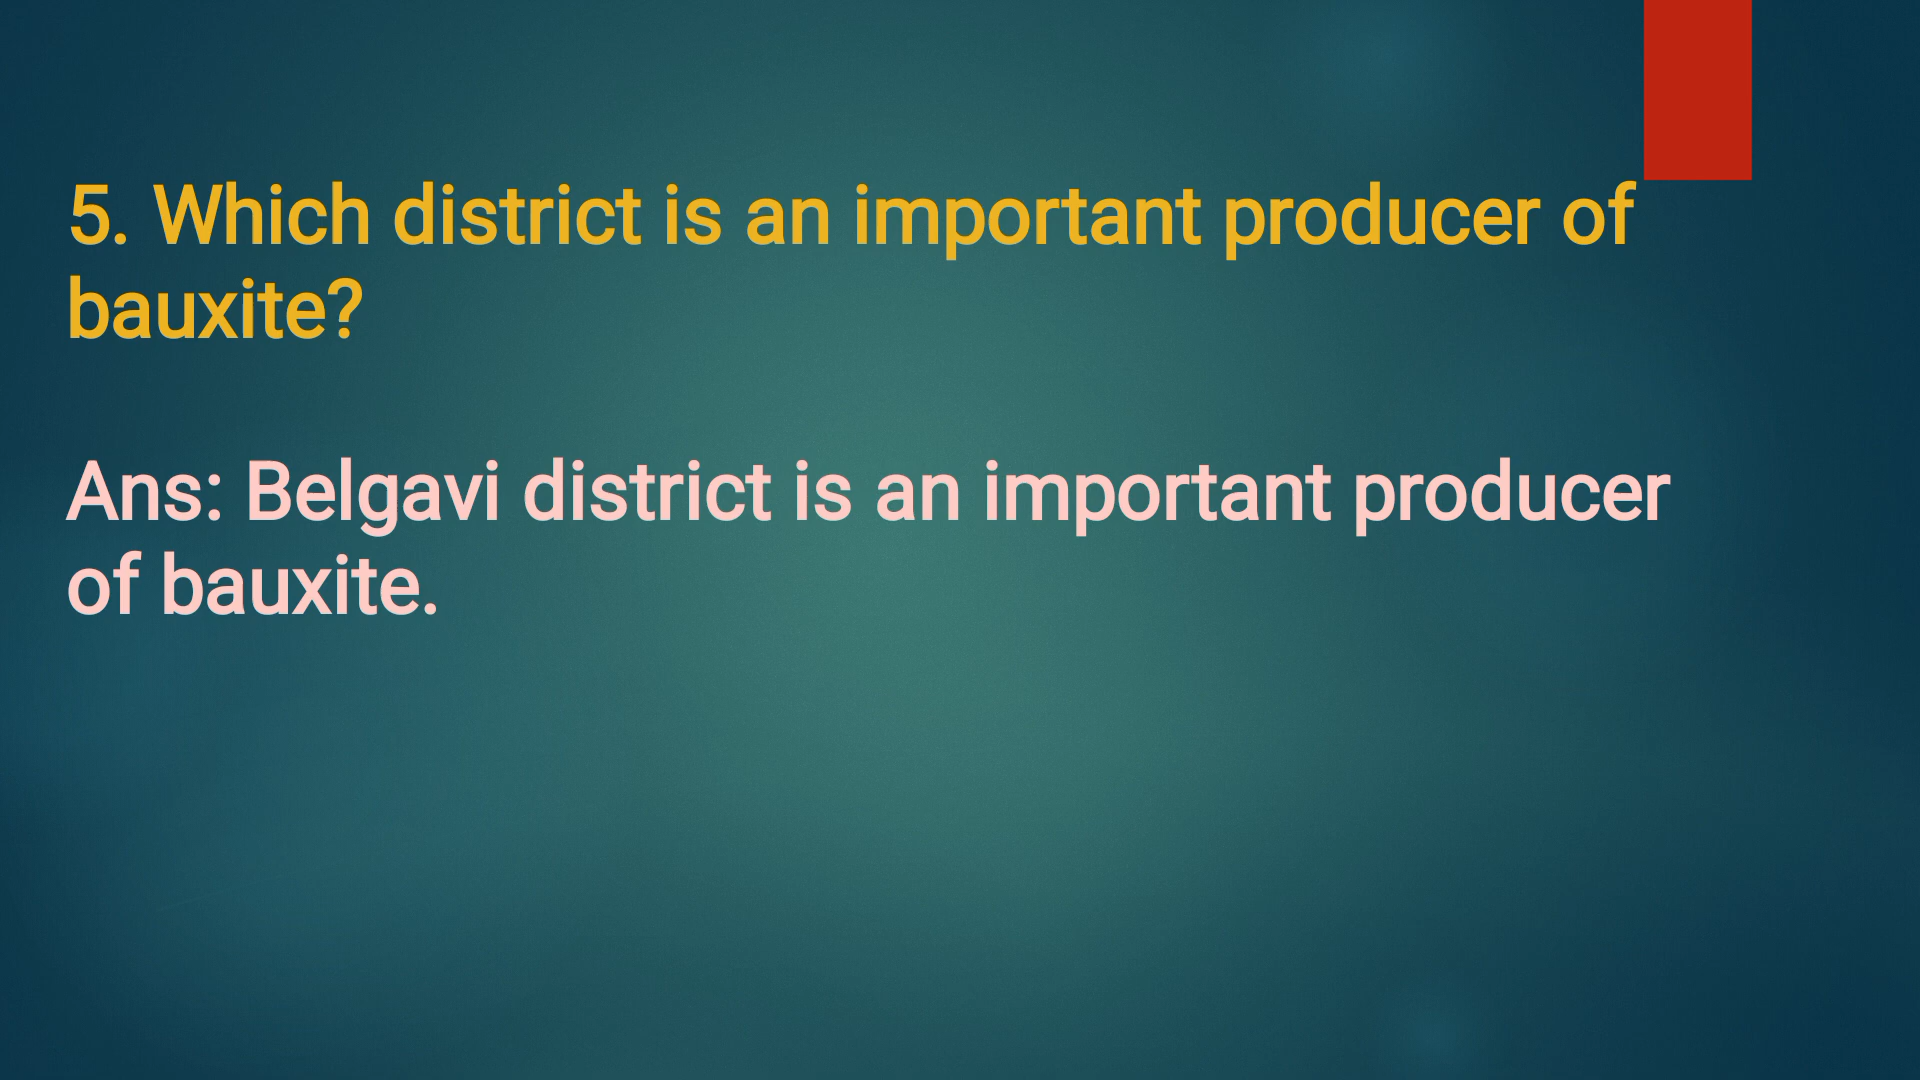 5. Which district is an important producer of
bauxite?
Ans: Belgavi district is an important producer
of bauxite.